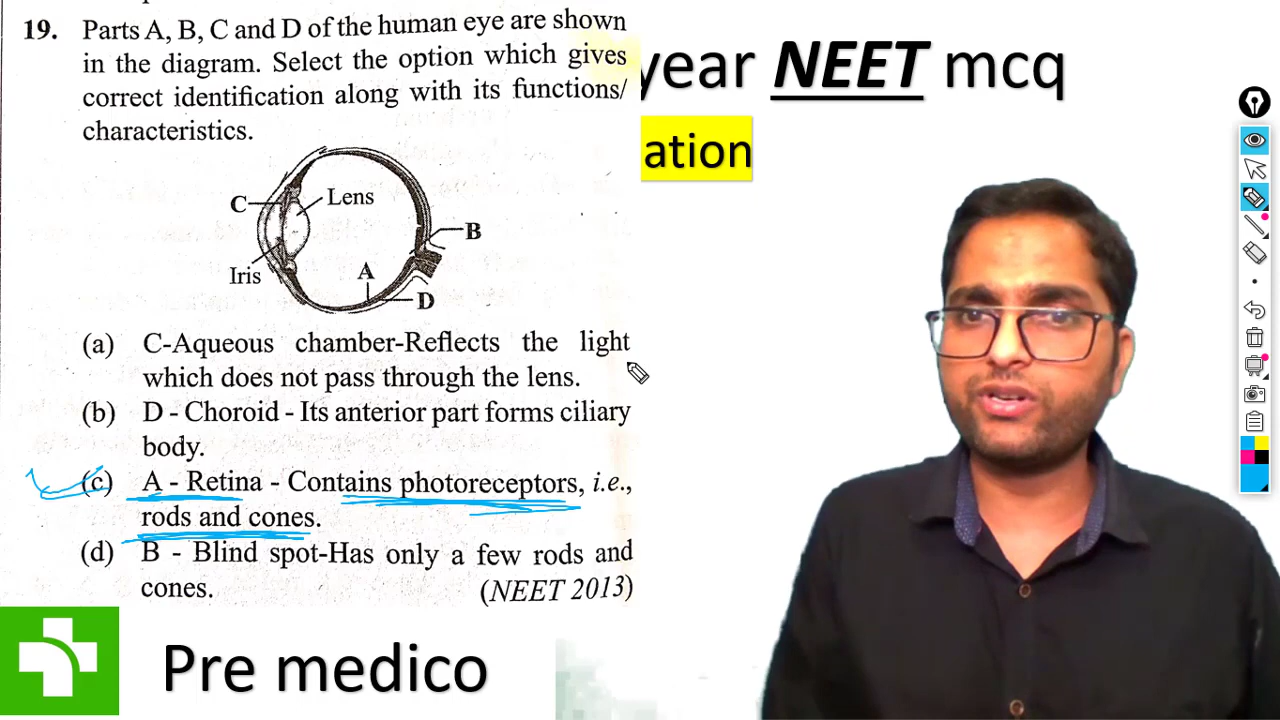 19. Parts A, B, C and D of the human eye are shown
in the diagram. Select the option which gives
correct identification along with its functions/
characteristics.
C
Lens
B
Iris
A
D
(a) C-Aqueous chamber-Reflects the light
which does not pass through the lens.
(b) D - Choroid - Its anterior part forms ciliary
body.
(c) A - Retina - Contains photoreceptors, i.e.,
rods and cones.
(d) B - Blind spot-Has only a few rods and
cones. (NEET 2013)
year NEET mcq
ation
Pre medico